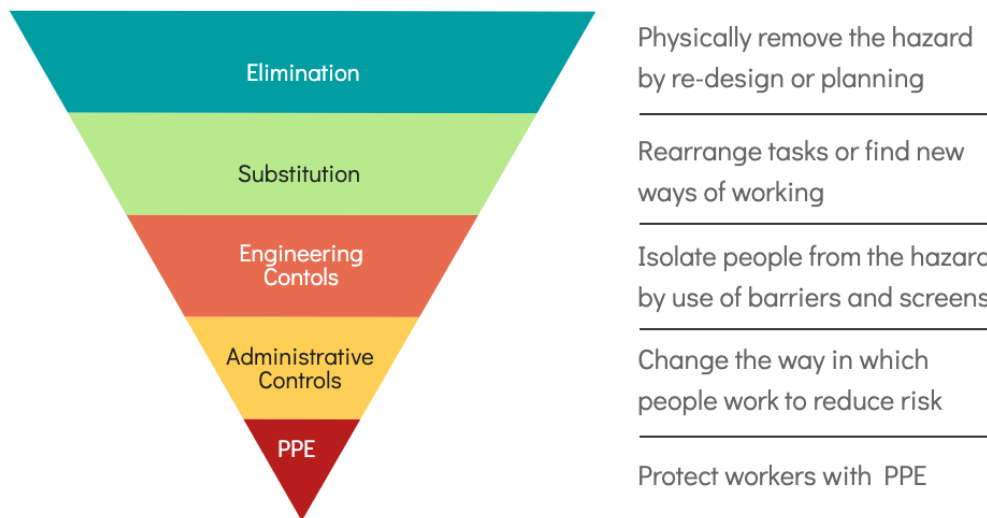 Elimination
Physically remove the hazard
by re-design or planning
Substitution
Rearrange tasks or find new
ways of working
Engineering
Contols
Isolate people from the hazard
by use of barriers and screens
Administrative
Controls
Change the way in which
people work to reduce risk
PPE
Protect workers with PPE